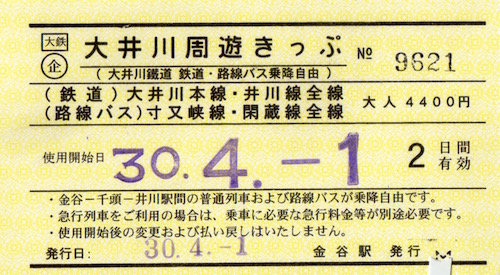 大鉄
企
大井川周遊きっぷ № 9621
(大井川鐵道 鉄道・路線バス乗降自由)
(鉄道)大井川本線・井川線全線
(路線バス)寸又峡線・閑蔵線全線
大人 4400円
使用開始日 30.4.-1 2日間有効
・金谷−千頭−井川駅間の普通列車および路線バスが乗降自由です。
・急行列車をご利用の場合は、乗車に必要な急行料金等が別途必要です。
・使用開始後の変更および払い戻しはいたしません。
発行日: 30.4.-1 金谷駅 発行